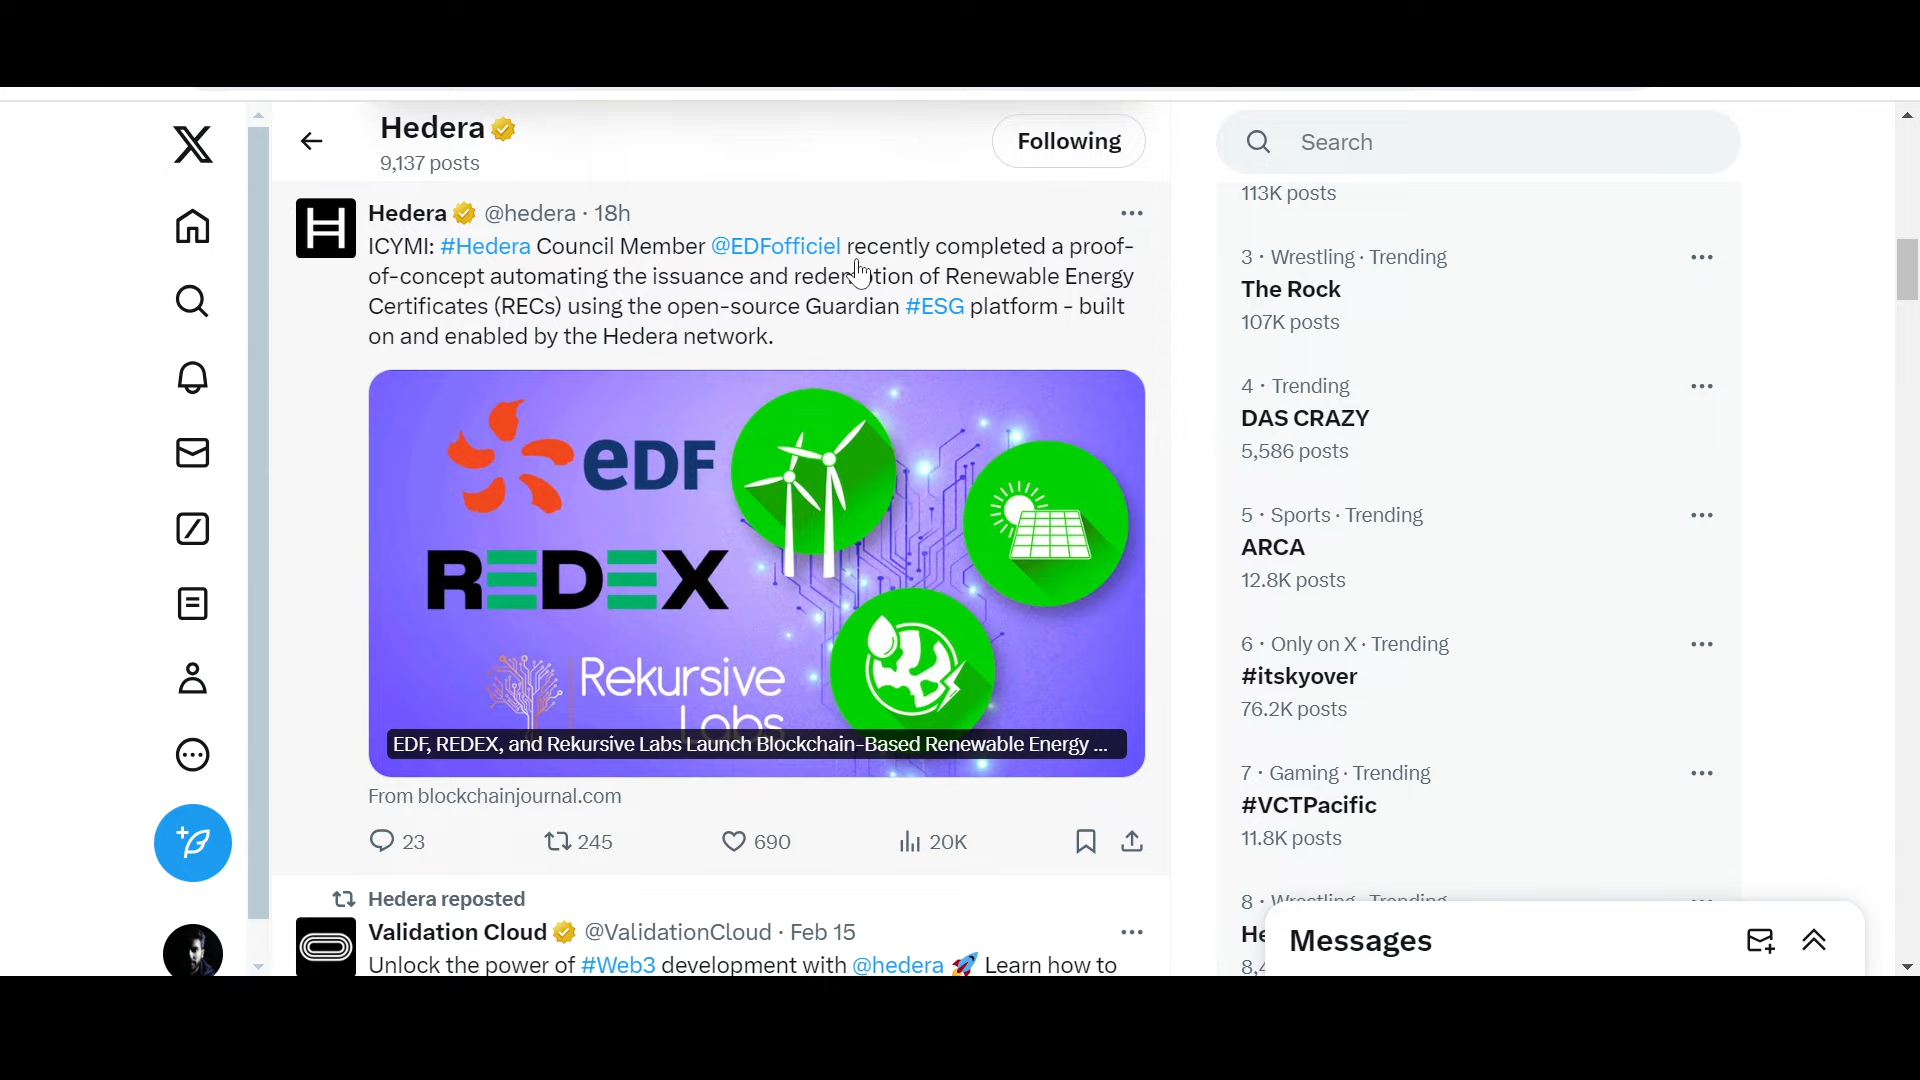 Hedera
9,137 posts
Following
Search
Hedera @hedera · 18h
ICYMI: #Hedera Council Member @EDFofficiel recently completed a proof-
of-concept automating the issuance and redemption of Renewable Energy
Certificates (RECs) using the open-source Guardian #ESG platform - built
on and enabled by the Hedera network.
eDF
REDEX
Rekursive
Labs
EDF, REDEX, and Rekursive Labs Launch Blockchain-Based Renewable Energy ...
From blockchainjournal.com
23 245 690 20K
Hedera reposted
Validation Cloud @ValidationCloud · Feb 15
Unlock the power of #Web3 development with @hedera 🚀 Learn how to
113K posts
3 · Wrestling · Trending
The Rock
107K posts
4 · Trending
DAS CRAZY
5,586 posts
5 · Sports · Trending
ARCA
12.8K posts
6 · Only on X · Trending
#itskyover
76.2K posts
7 · Gaming · Trending
#VCTPacific
11.8K posts
8 · Wrestling · Trending
He
8,4
Messages